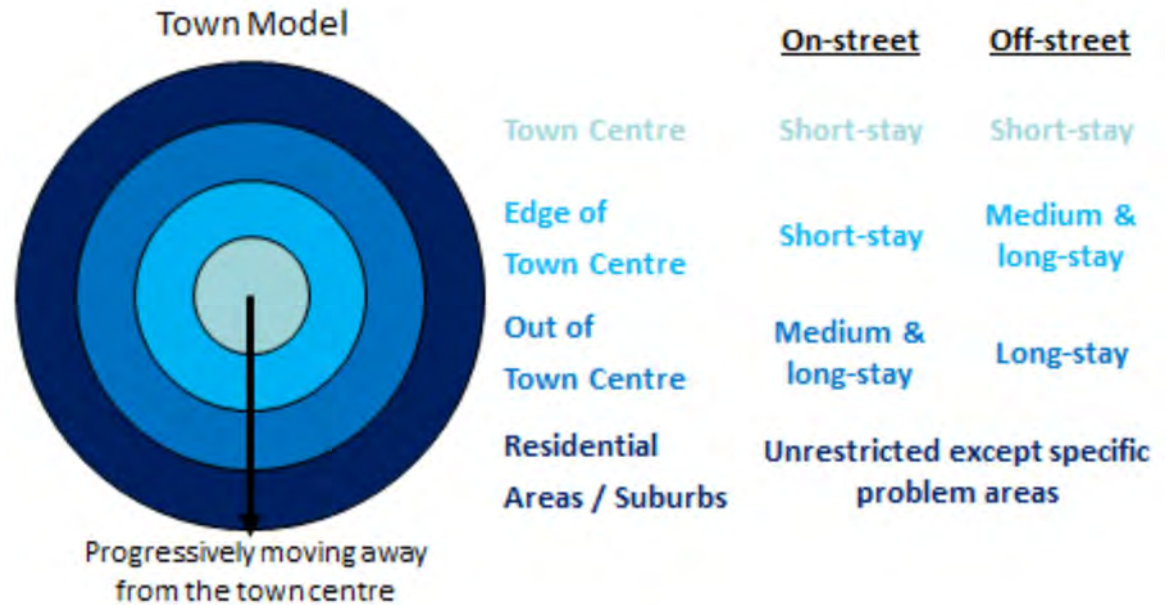 Town Model
On-street Off-street
Town Centre Short-stay Short-stay
Edge of
Town Centre
Short-stay
Medium &
long-stay
Out of
Town Centre
Medium &
long-stay
Long-stay
Residential
Areas / Suburbs
Unrestricted except specific
problem areas
Progressively moving away
from the town centre